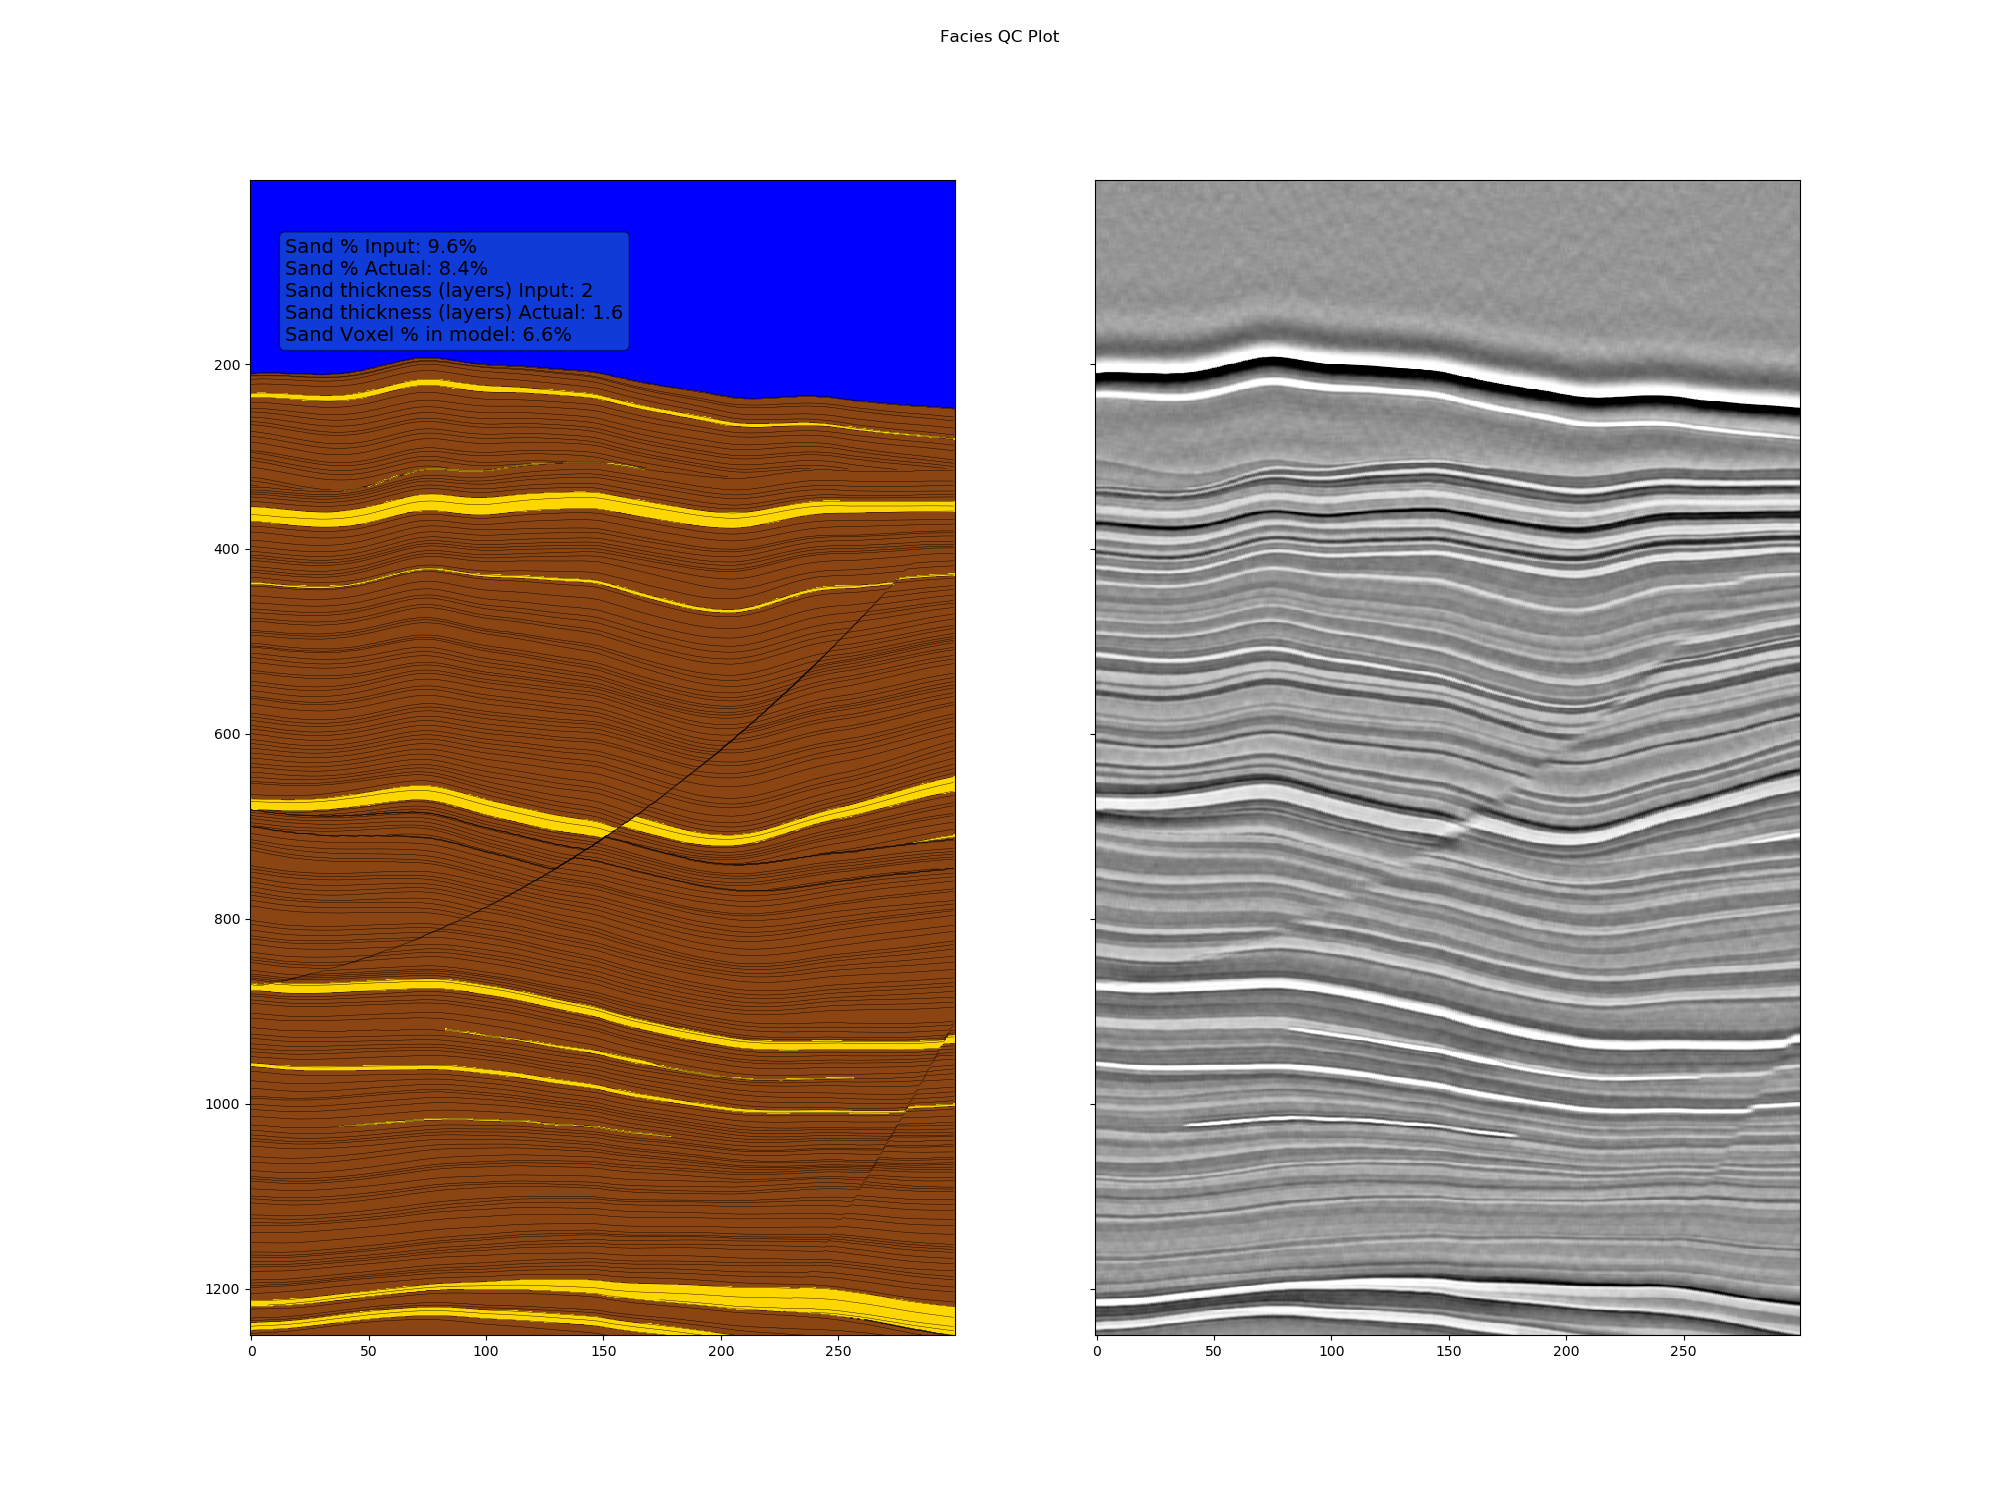 Facies QC Plot
Sand % Input: 9.6%
Sand % Actual: 8.4%
Sand thickness (layers) Input: 2
Sand thickness (layers) Actual: 1.6
Sand Voxel % in model: 6.6%
200
400
600
800
1000
1200
0 50 100 150 200 250
0 50 100 150 200 250